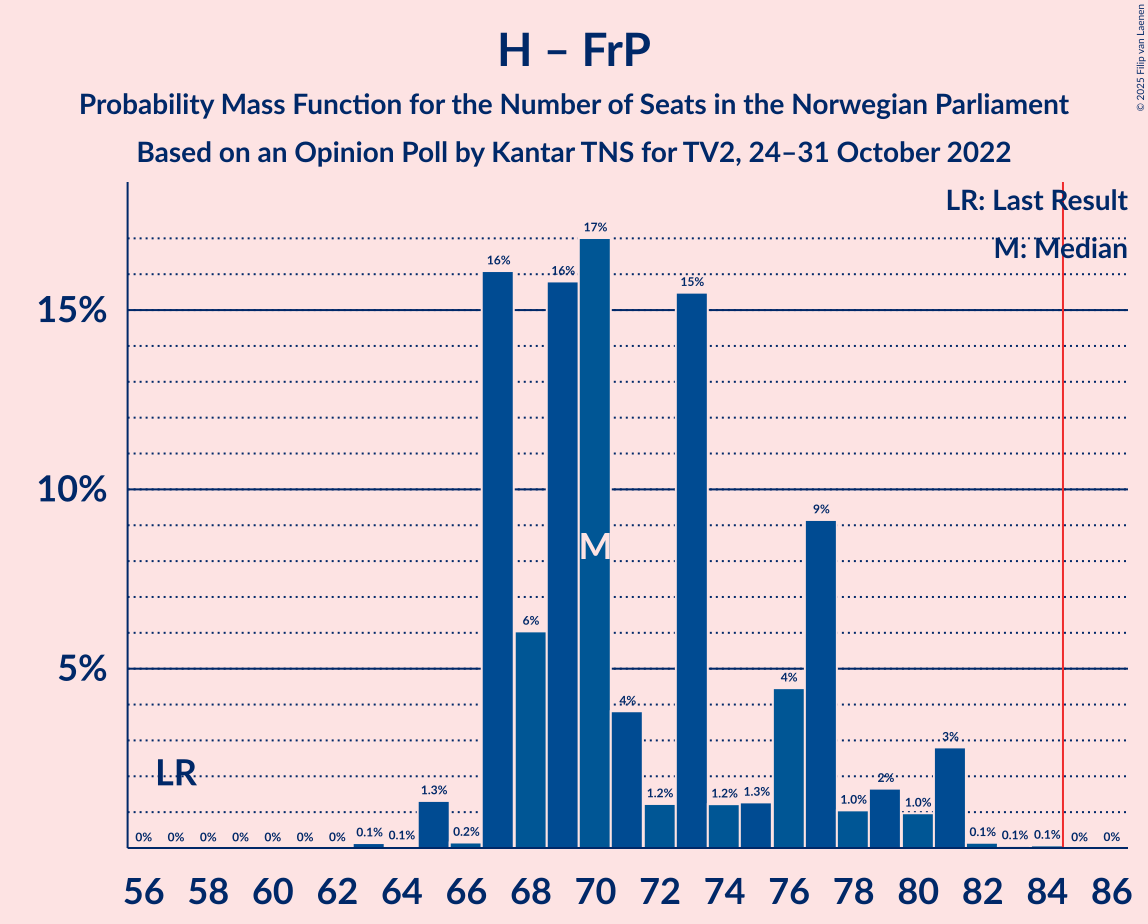 H – FrP
Probability Mass Function for the Number of Seats in the Norwegian Parliament
Based on an Opinion Poll by Kantar TNS for TV2, 24–31 October 2022
© 2025 Filip van Laenen
LR: Last Result
M: Median
17%
16%
16%
15%
15%
10%
9%
M
6%
5%
4%
4%
3%
LR
2%
1.3%
1.2%
1.2%
1.3%
1.0%
1.0%
0% 0% 0% 0% 0% 0% 0% 0.1% 0.1% 0.2% 0.1% 0.1% 0.1% 0% 0%
56 58 60 62 64 66 68 70 72 74 76 78 80 82 84 86